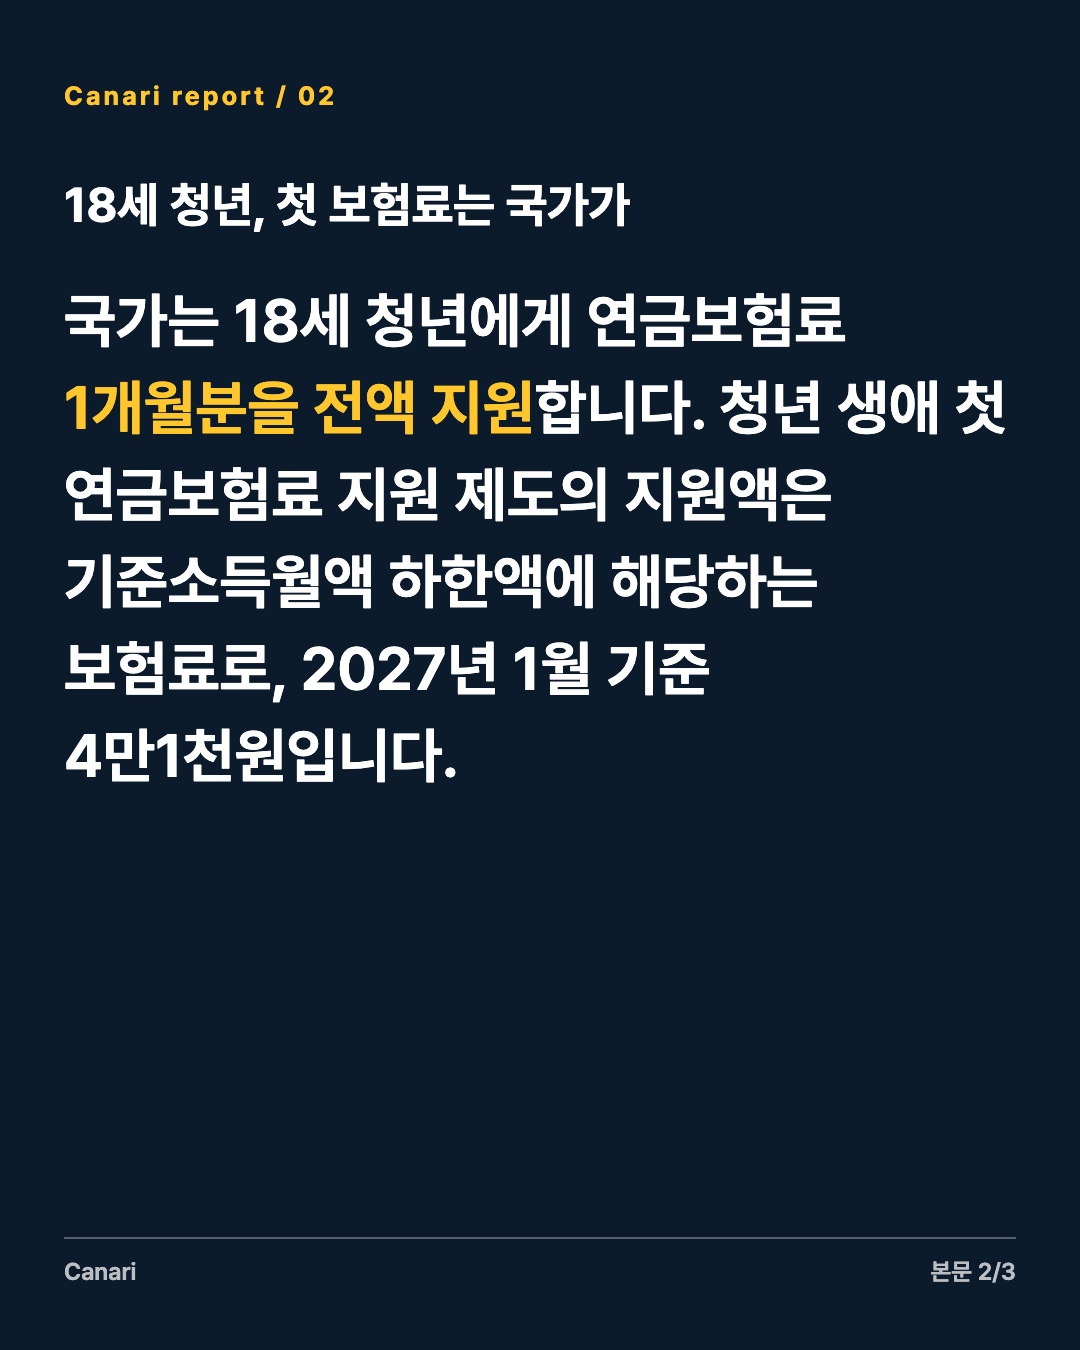 Canari report / 02
18세 청년, 첫 보험료는 국가가
국가는 18세 청년에게 연금보험료
1개월분을 전액 지원합니다. 청년 생애 첫
연금보험료 지원 제도의 지원액은
기준소득월액 하한액에 해당하는
보험료로, 2027년 1월 기준
4만1천원입니다.
Canari
본문 2/3